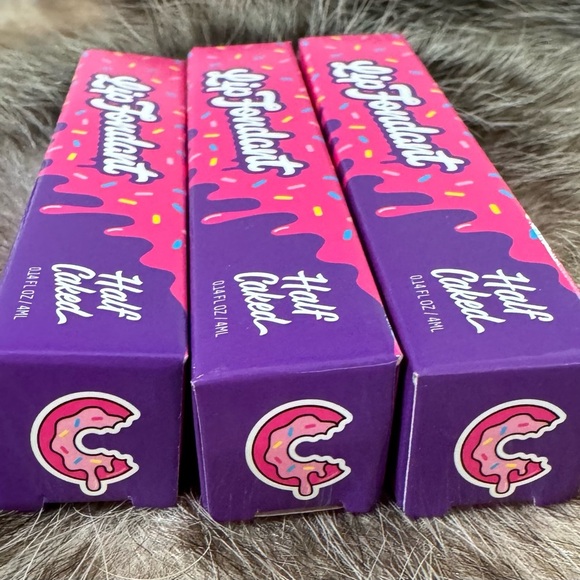 Lip Fondant
Half
Caked
0.14 FL OZ / 4ML
Lip Fondant
Half
Caked
0.14 FL OZ / 4ML
Lip Fondant
Half
Caked
0.14 FL OZ / 4ML